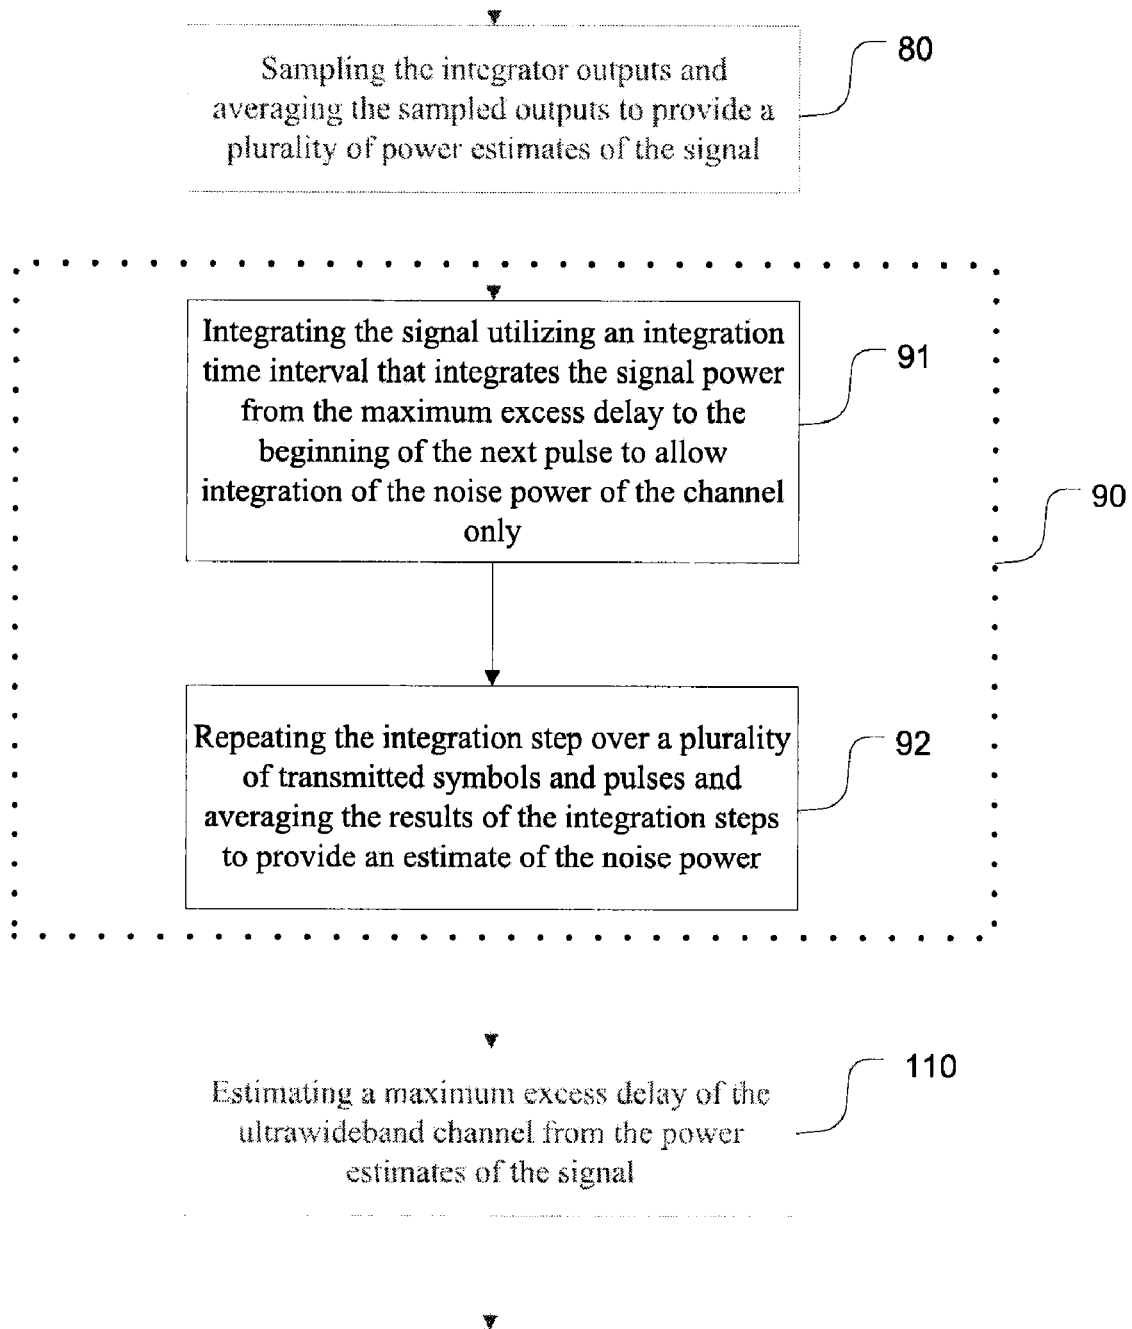 Sampling the integrator outputs and
averaging the sampled outputs to provide a
plurality of power estimates of the signal
80
Integrating the signal utilizing an integration
time interval that integrates the signal power
from the maximum excess delay to the
beginning of the next pulse to allow
integration of the noise power of the channel
only
91
90
Repeating the integration step over a plurality
of transmitted symbols and pulses and
averaging the results of the integration steps
to provide an estimate of the noise power
92
Estimating a maximum excess delay of the
ultrawideband channel from the power
estimates of the signal
110